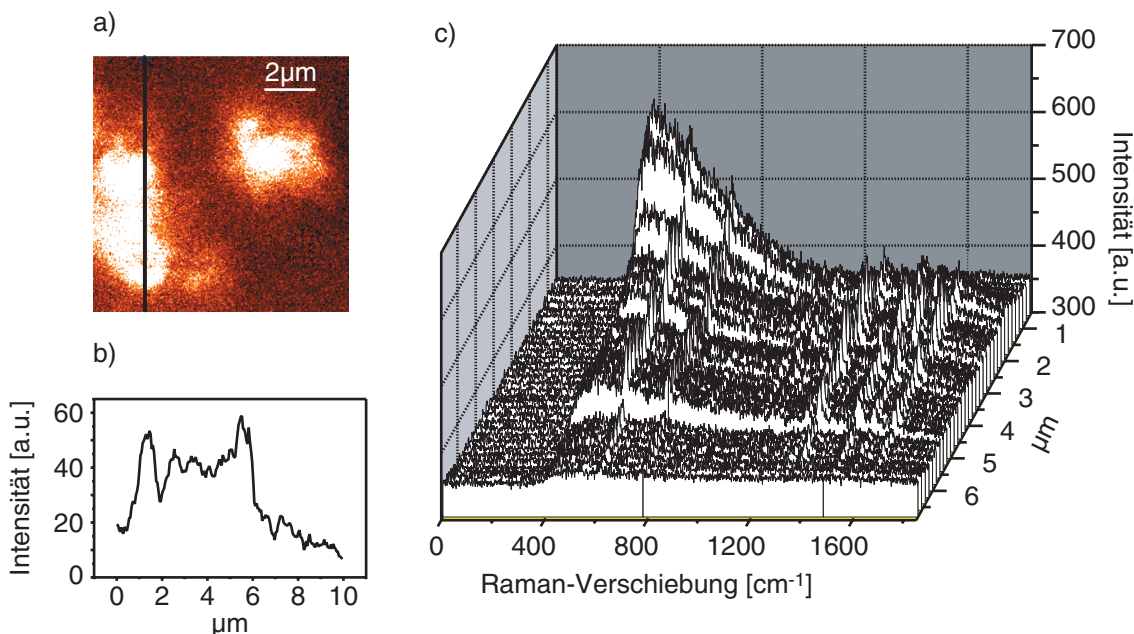 a)
2µm
b)
Intensität [a.u.]
60
40
20
0
0 2 4 6 8 10
µm
c)
700
600
500
400
300
Intensität [a.u.]
1
2
3
4
5
6
µm
0 400 800 1200 1600
Raman-Verschiebung [cm-1]